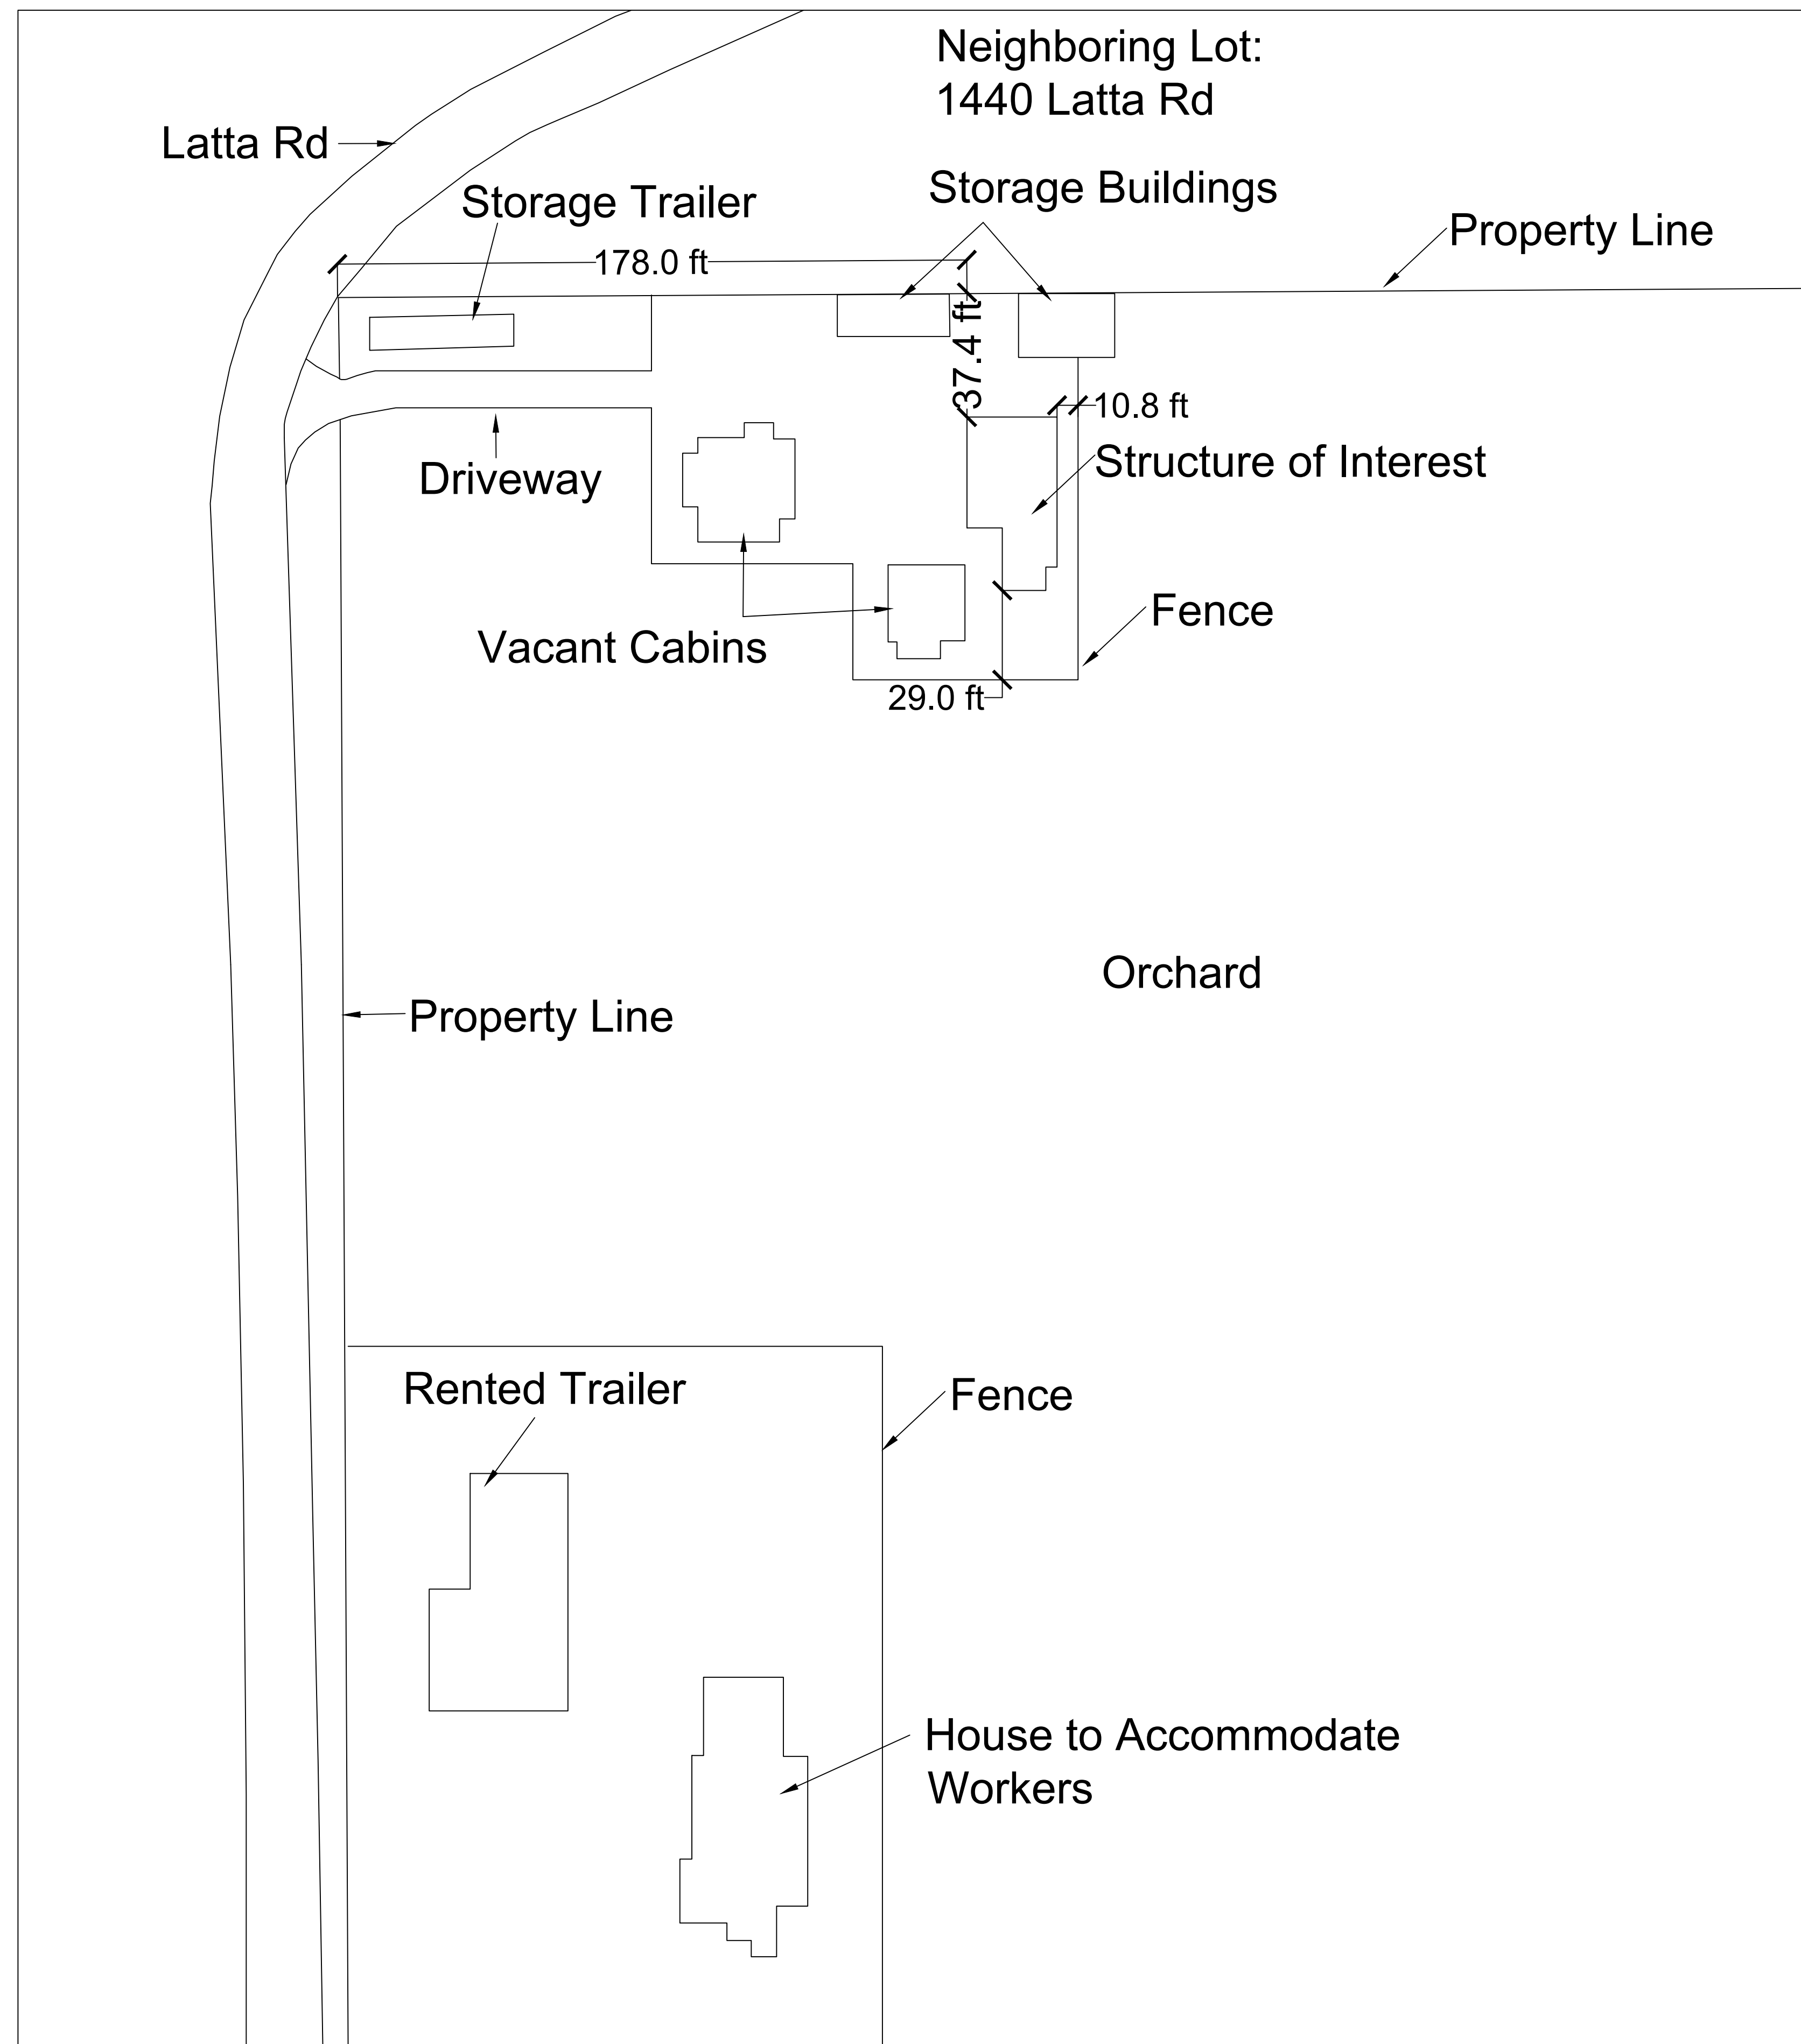 Neighboring Lot:
1440 Latta Rd
Latta Rd
Storage Buildings
Storage Trailer
Property Line
178.0 ft
37.4 ft
10.8 ft
Structure of Interest
Driveway
Fence
Vacant Cabins
29.0 ft
Orchard
Property Line
Rented Trailer
Fence
House to Accommodate
Workers